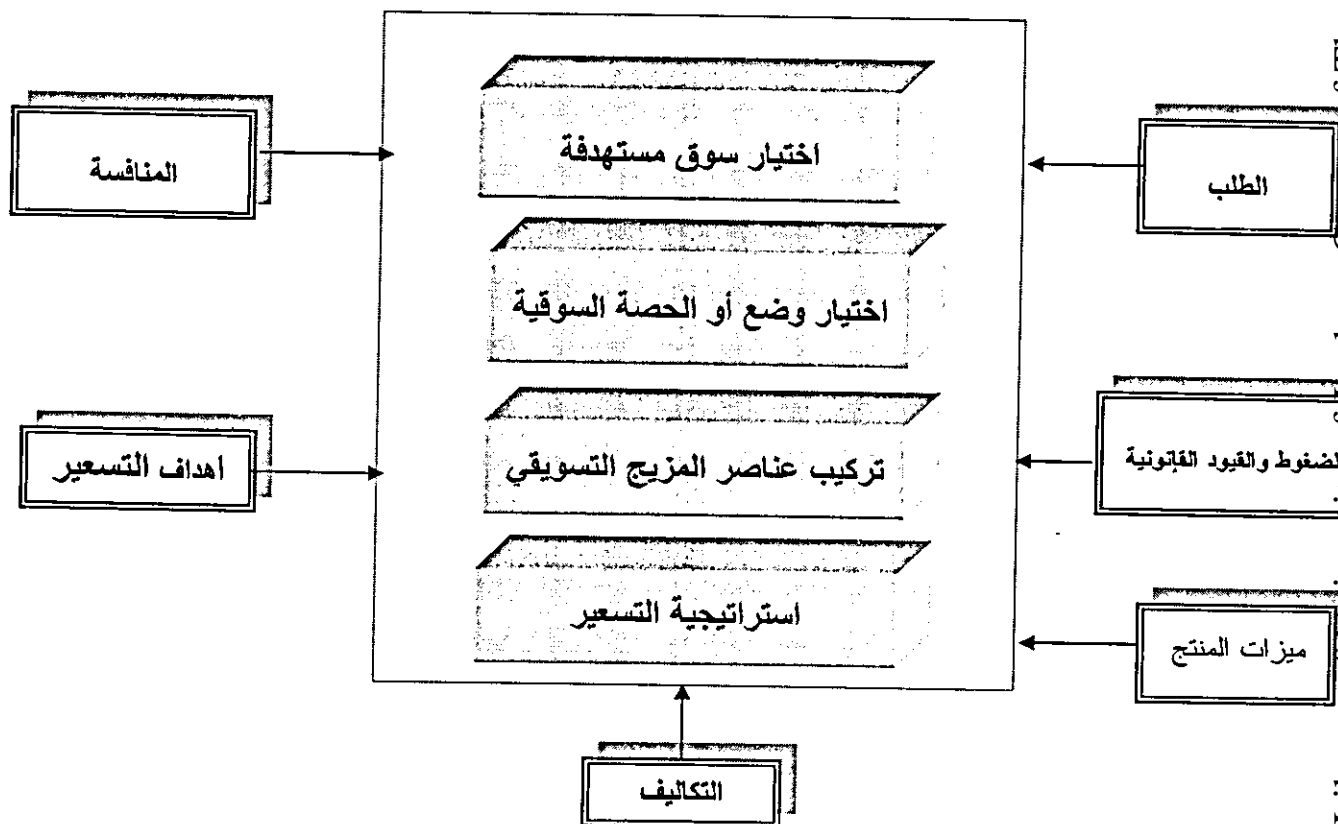 اختيار سوق مستهدفة
الطلب
المنافسة
اختيار وضع أو الحصة السوقية
الضغوط والقيود القانونية
تركيب عناصر المزيج التسويقي
أهداف التسعير
ميزات المنتج
استراتيجية التسعير
التكاليف